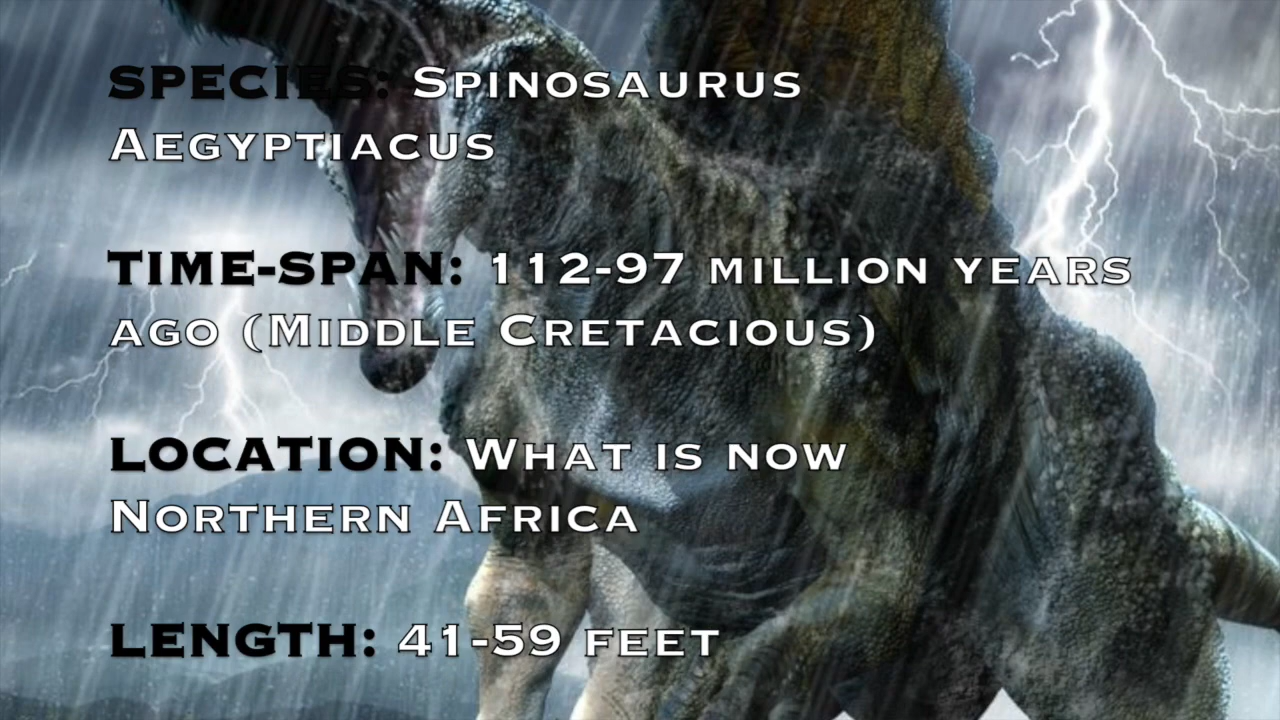 SPECIES: Spinosaurus
Aegyptiacus
TIME-SPAN: 112-97 million years
ago (Middle Cretacious)
LOCATION: What is now
Northern Africa
LENGTH: 41-59 feet